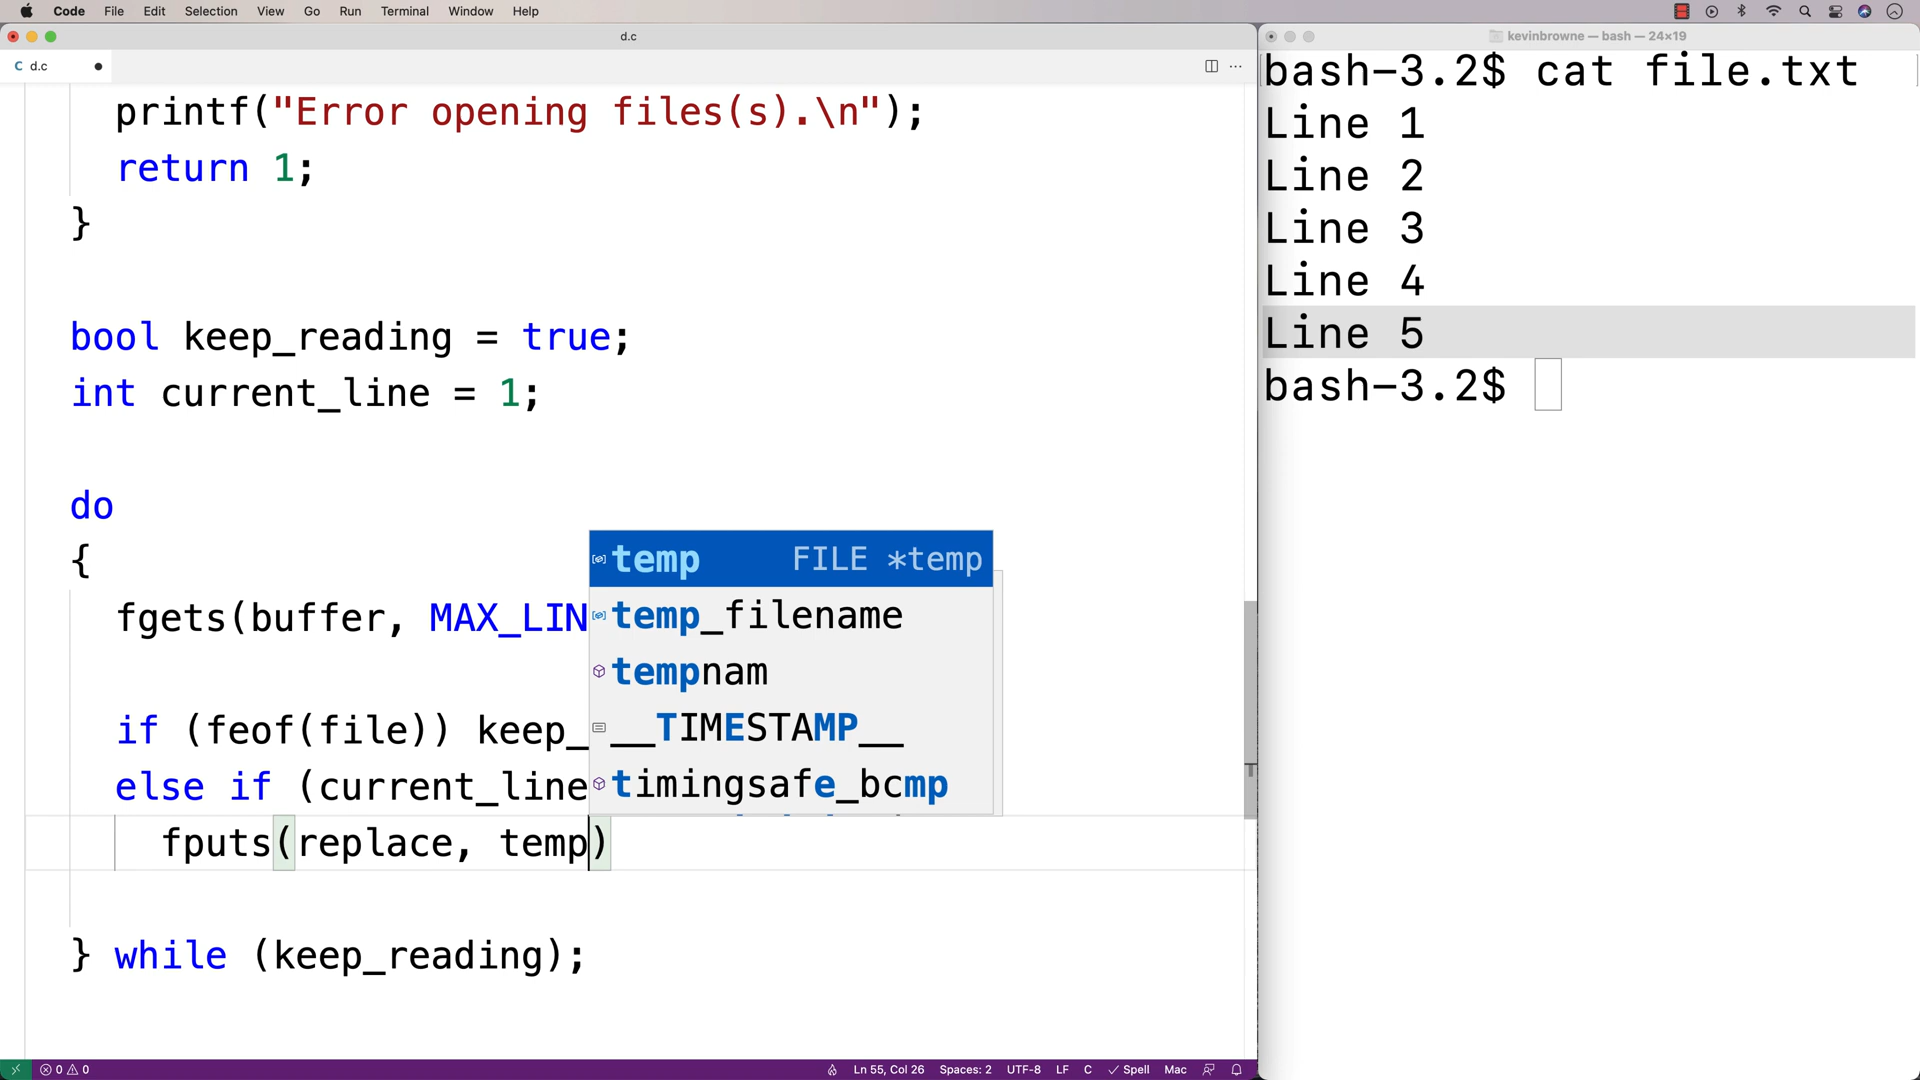 Code File Edit Selection View Go Run Terminal Window Help
d.c
C d.c
printf("Error opening files(s).\n");
return 1;
}
bool keep_reading = true;
int current_line = 1;
do
{
fgets(buffer, MAX_LIN
if (feof(file)) keep_
else if (current_line
fputs(replace, temp)
} while (keep_reading);
temp FILE *temp
temp_filename
tempnam
__TIMESTAMP__
timingsafe_bcmp
0 0 Ln 55, Col 26 Spaces: 2 UTF-8 LF C Spell Mac
kevinbrowne — bash — 24×19
bash-3.2$ cat file.txt
Line 1
Line 2
Line 3
Line 4
Line 5
bash-3.2$